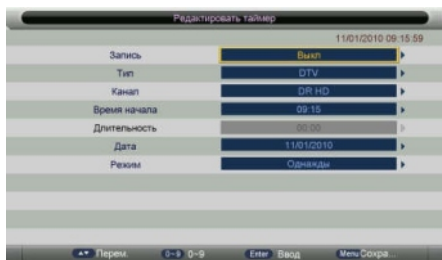 Редактировать таймер
11/01/2010 09:15:59
Запись Выкл
Тип DTV
Канал DR HD
Время начала 09:15
Длительность 00:00
Дата 11/01/2010
Режим Однажды
Перем. 0~9 0~9 Enter Ввод Menu Сохра...